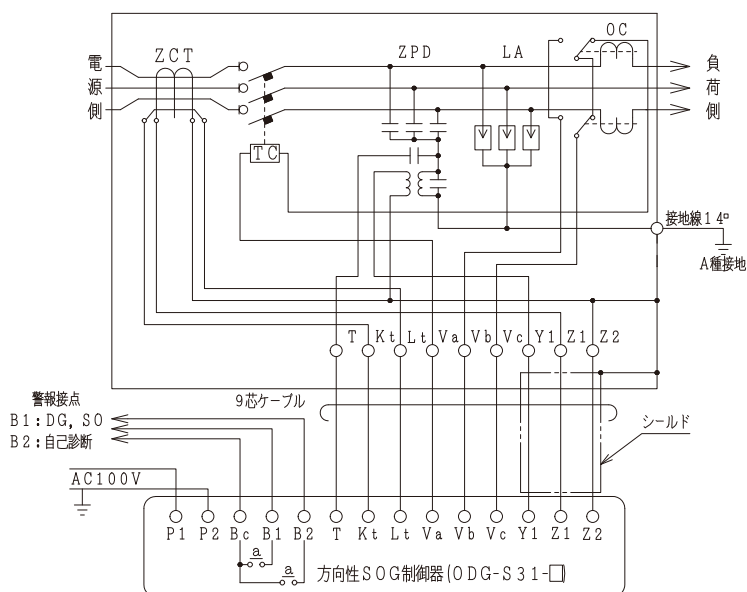 ZCT
ZPD
LA
OC
電源側
負荷側
TC
接地線14□
A種接地
T Kt Lt Va Vb Vc Y1 Z1 Z2
警報接点
B1:DG, SO
B2:自己診断
9芯ケーブル
シールド
AC100V
P1 P2 Bc B1 B2 T Kt Lt Va Vb Vc Y1 Z1 Z2
a
a
方向性SOG制御器(ODG-S31-□)